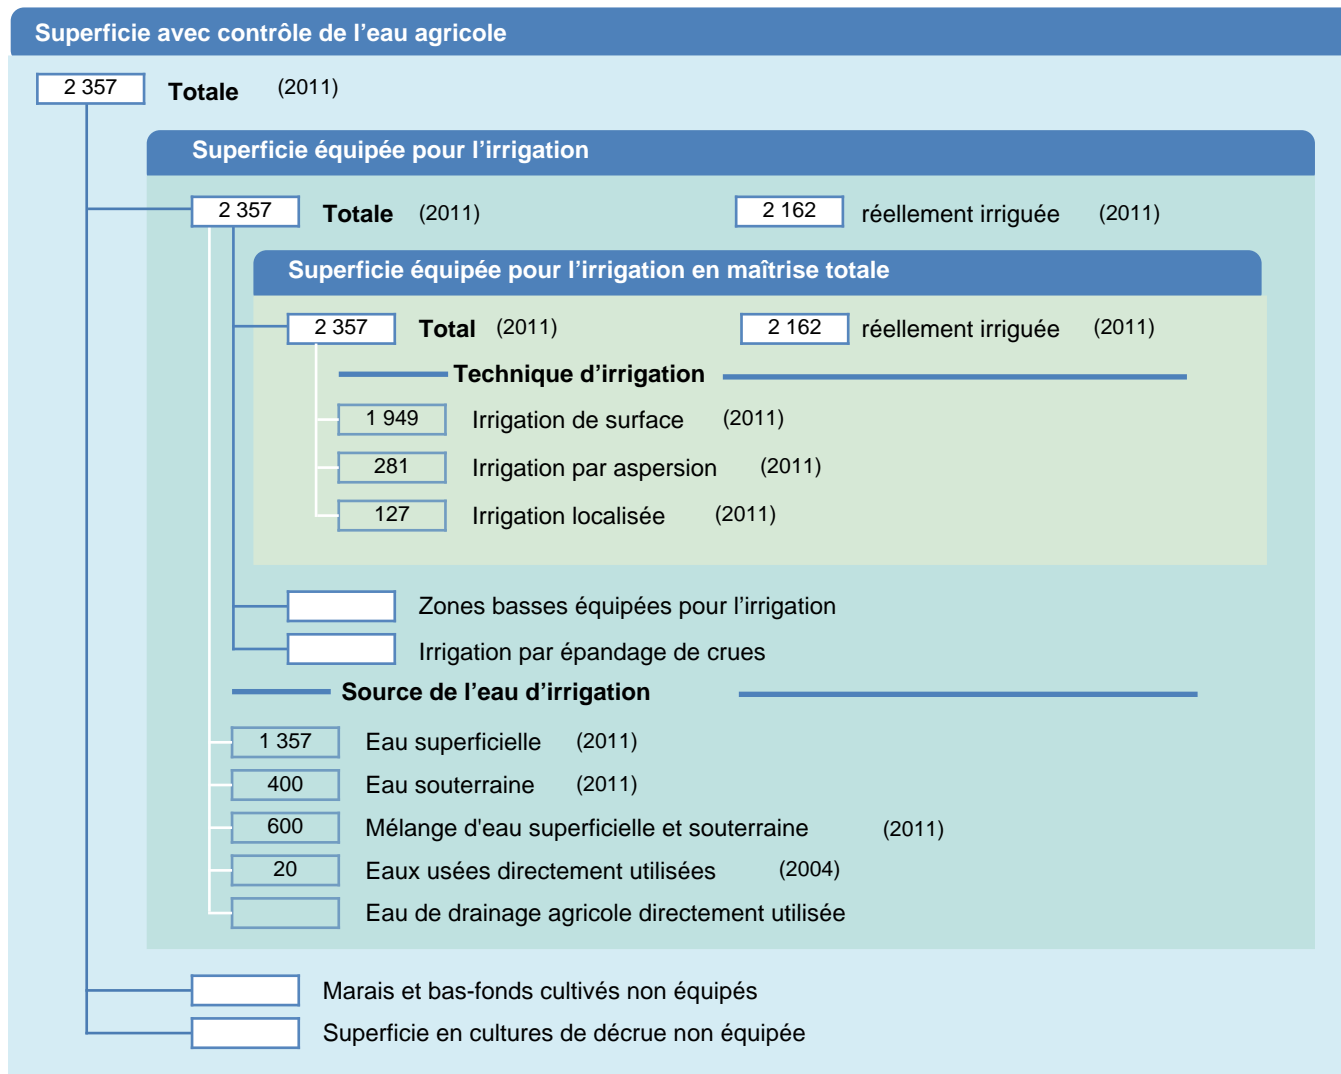 Superficie avec contrôle de l’eau agricole
2 357 Totale (2011)
Superficie équipée pour l’irrigation
2 357 Totale (2011) 2 162 réellement irriguée (2011)
Superficie équipée pour l’irrigation en maîtrise totale
2 357 Total (2011) 2 162 réellement irriguée (2011)
Technique d’irrigation
1 949 Irrigation de surface (2011)
281 Irrigation par aspersion (2011)
127 Irrigation localisée (2011)
Zones basses équipées pour l’irrigation
Irrigation par épandage de crues
Source de l’eau d’irrigation
1 357 Eau superficielle (2011)
400 Eau souterraine (2011)
600 Mélange d'eau superficielle et souterraine (2011)
20 Eaux usées directement utilisées (2004)
Eau de drainage agricole directement utilisée
Marais et bas-fonds cultivés non équipés
Superficie en cultures de décrue non équipée